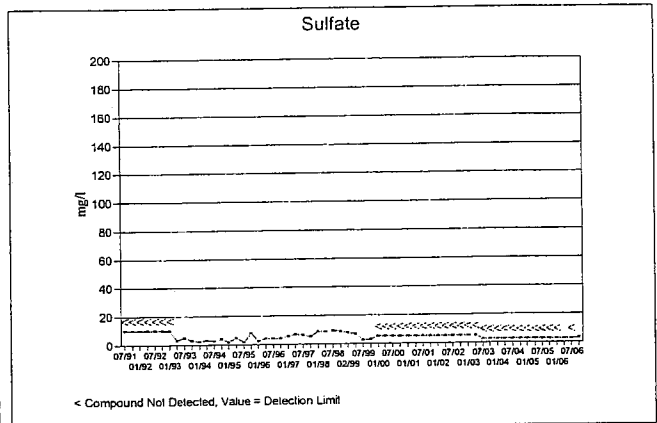 Sulfate
200
180
160
140
120
100
80
60
40
20
0
mg/l
<<<<<<< <<<<<<<<<<<<<< <<<<<<<<<<< <
07/91 07/92 07/93 07/94 07/95 07/96 07/97 07/98 07/99 07/00 07/01 07/02 07/03 07/04 07/05 07/06
01/92 01/93 01/94 01/95 01/96 01/97 01/98 02/99 01/00 01/01 01/02 01/03 01/04 01/05 01/06
< Compound Not Detected, Value = Detection Limit